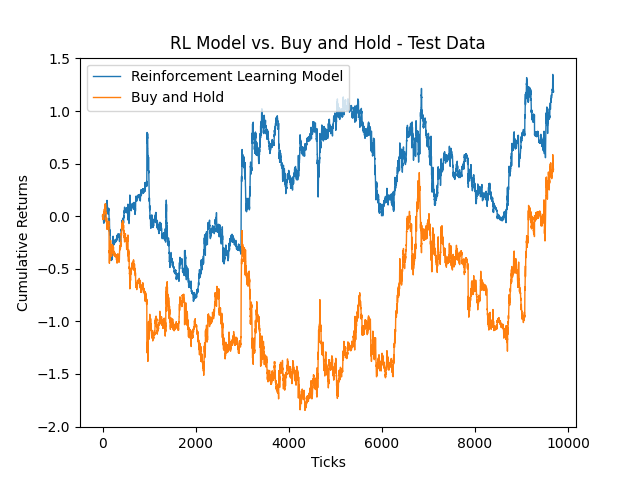 RL Model vs. Buy and Hold - Test Data
Reinforcement Learning Model
Buy and Hold
Cumulative Returns
1.5
1.0
0.5
0.0
−0.5
−1.0
−1.5
−2.0
0 2000 4000 6000 8000 10000
Ticks